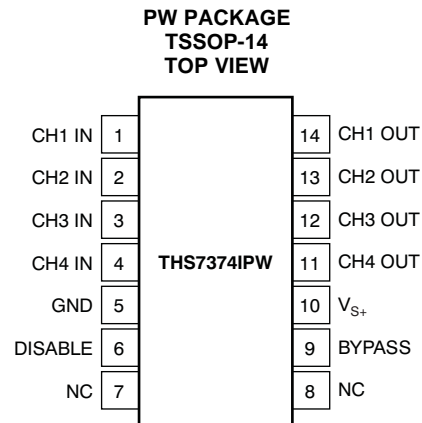 PW PACKAGE
TSSOP-14
TOP VIEW
CH1 IN 1 14 CH1 OUT
CH2 IN 2 13 CH2 OUT
CH3 IN 3 12 CH3 OUT
CH4 IN 4 THS7374IPW 11 CH4 OUT
GND 5 10 VS+
DISABLE 6 9 BYPASS
NC 7 8 NC